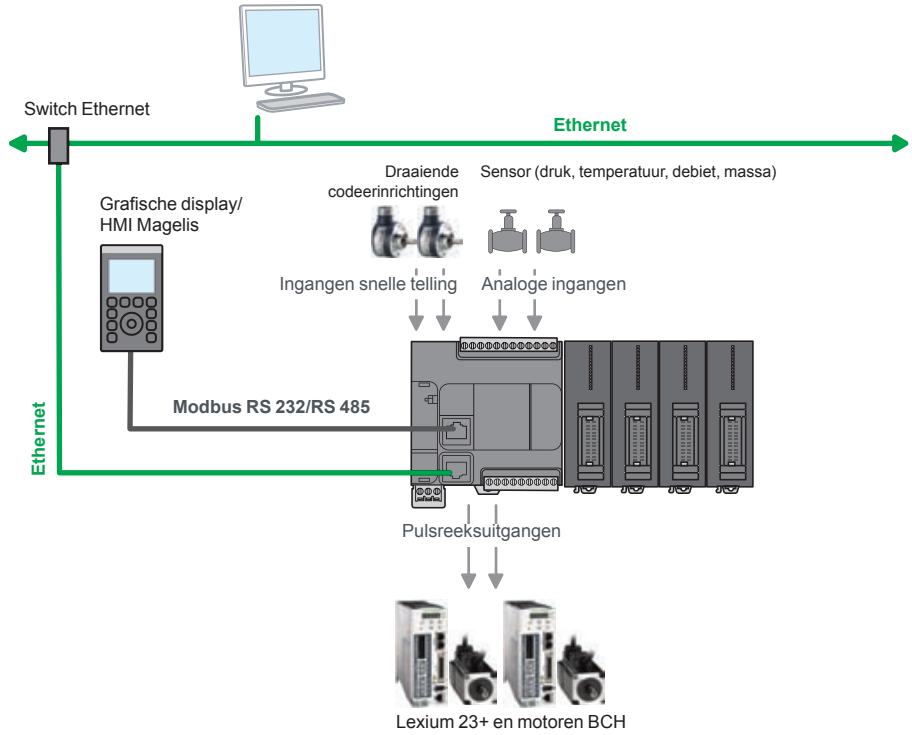 Switch Ethernet
Ethernet
Draaiende
codeerinrichtingen
Sensor (druk, temperatuur, debiet, massa)
Grafische display/
HMI Magelis
Ingangen snelle telling
Analoge ingangen
Modbus RS 232/RS 485
Ethernet
Pulsreeksuitgangen
Lexium 23+ en motoren BCH